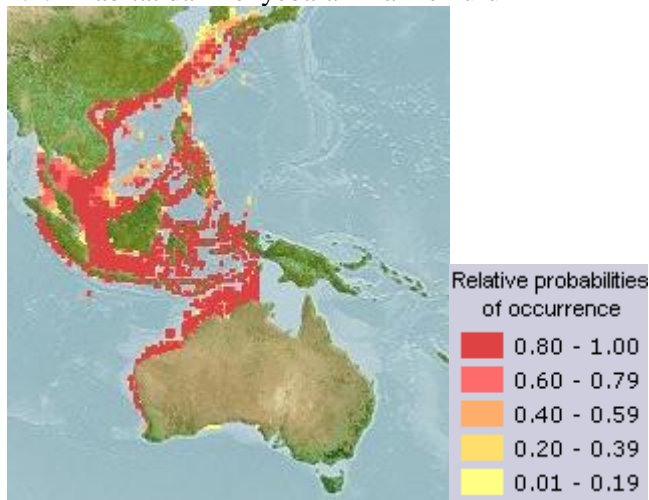 Relative probabilities
of occurrence
0.80 - 1.00
0.60 - 0.79
0.40 - 0.59
0.20 - 0.39
0.01 - 0.19